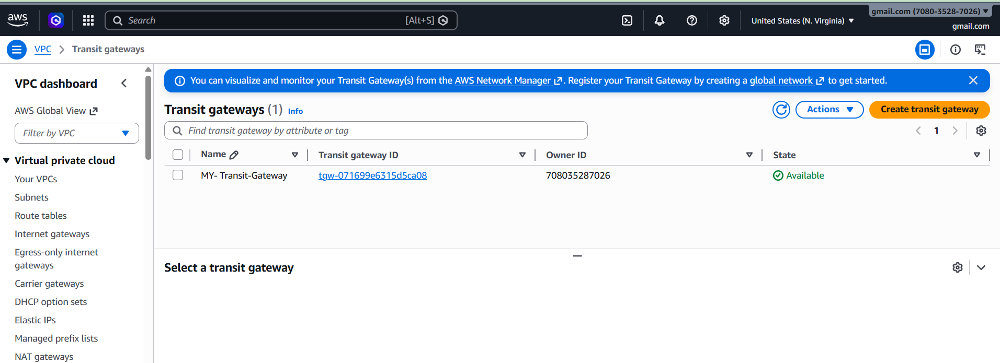 aws
Search [Alt+S]
United States (N. Virginia)
gmail.com (7080-3528-7026)
gmail.com
VPC Transit gateways
VPC dashboard
AWS Global View
Filter by VPC
Virtual private cloud
Your VPCs
Subnets
Route tables
Internet gateways
Egress-only internet
gateways
Carrier gateways
DHCP option sets
Elastic IPs
Managed prefix lists
NAT gateways
You can visualize and monitor your Transit Gateway(s) from the AWS Network Manager. Register your Transit Gateway by creating a global network to get started.
Transit gateways (1) Info
Actions
Create transit gateway
Find transit gateway by attribute or tag
1
Name Transit gateway ID Owner ID State
MY- Transit-Gateway tgw-071699e6315d5ca08 708035287026 Available
Select a transit gateway